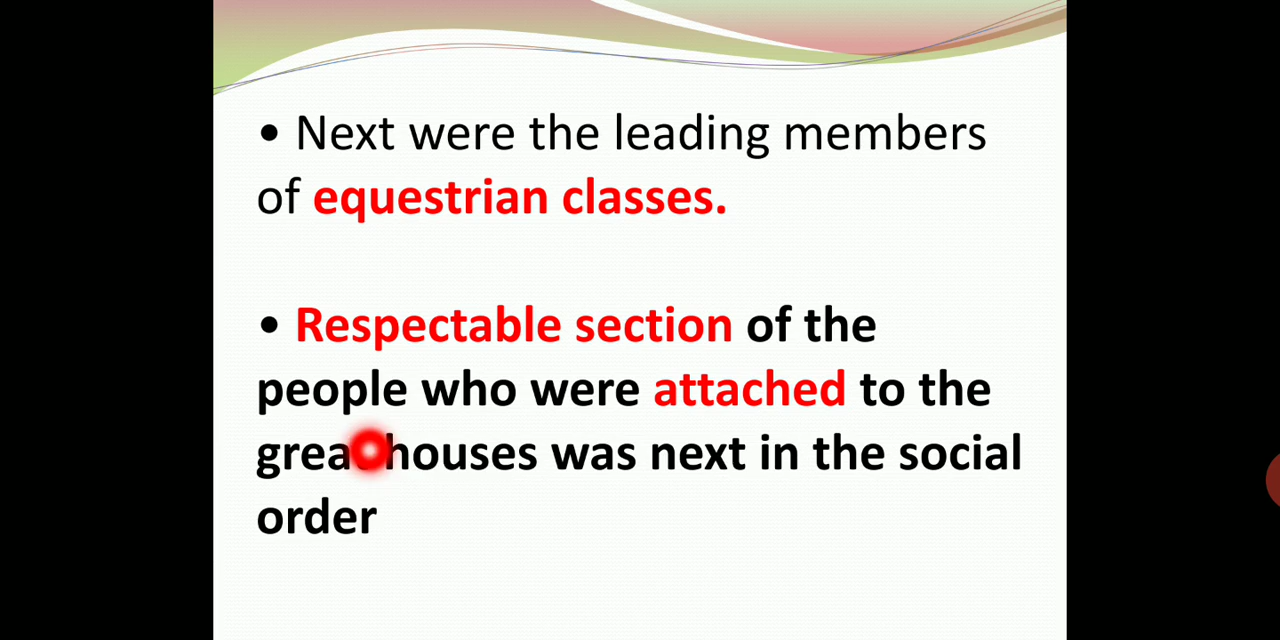 • Next were the leading members
of equestrian classes.
• Respectable section of the
people who were attached to the
great houses was next in the social
order